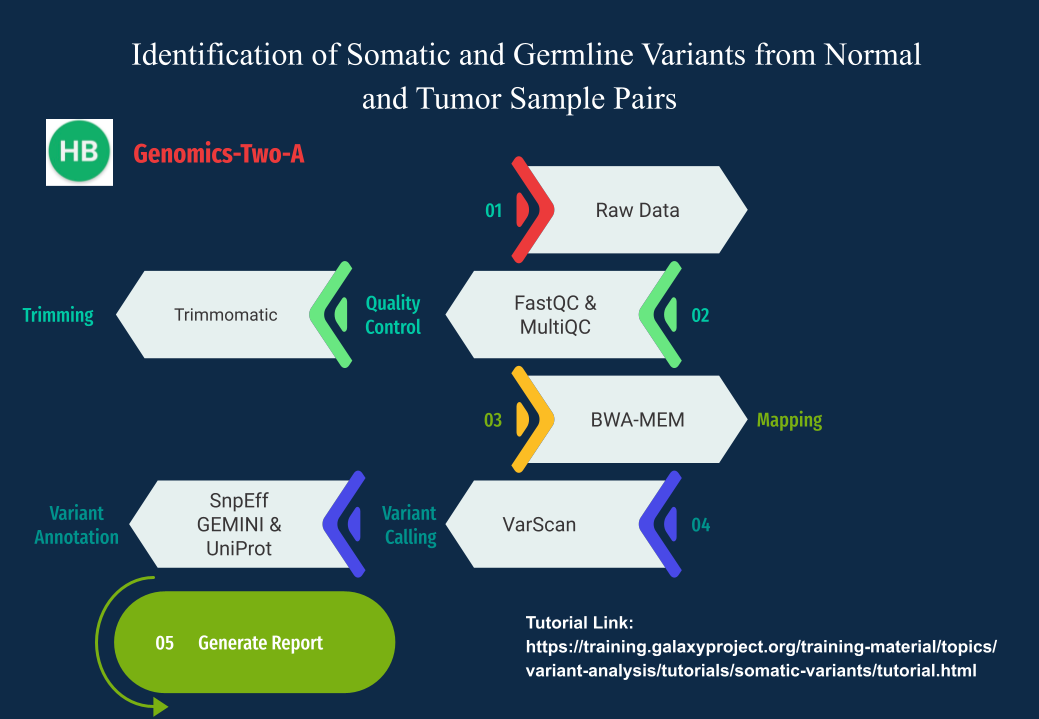 Identification of Somatic and Germline Variants from Normal
and Tumor Sample Pairs
HB
Genomics-Two-A
01
Raw Data
Trimming
Trimmomatic
Quality
Control
FastQC &
MultiQC
02
03
BWA-MEM
Mapping
Variant
Annotation
SnpEff
GEMINI &
UniProt
Variant
Calling
VarScan
04
05 Generate Report
Tutorial Link:
https://training.galaxyproject.org/training-material/topics/
variant-analysis/tutorials/somatic-variants/tutorial.html